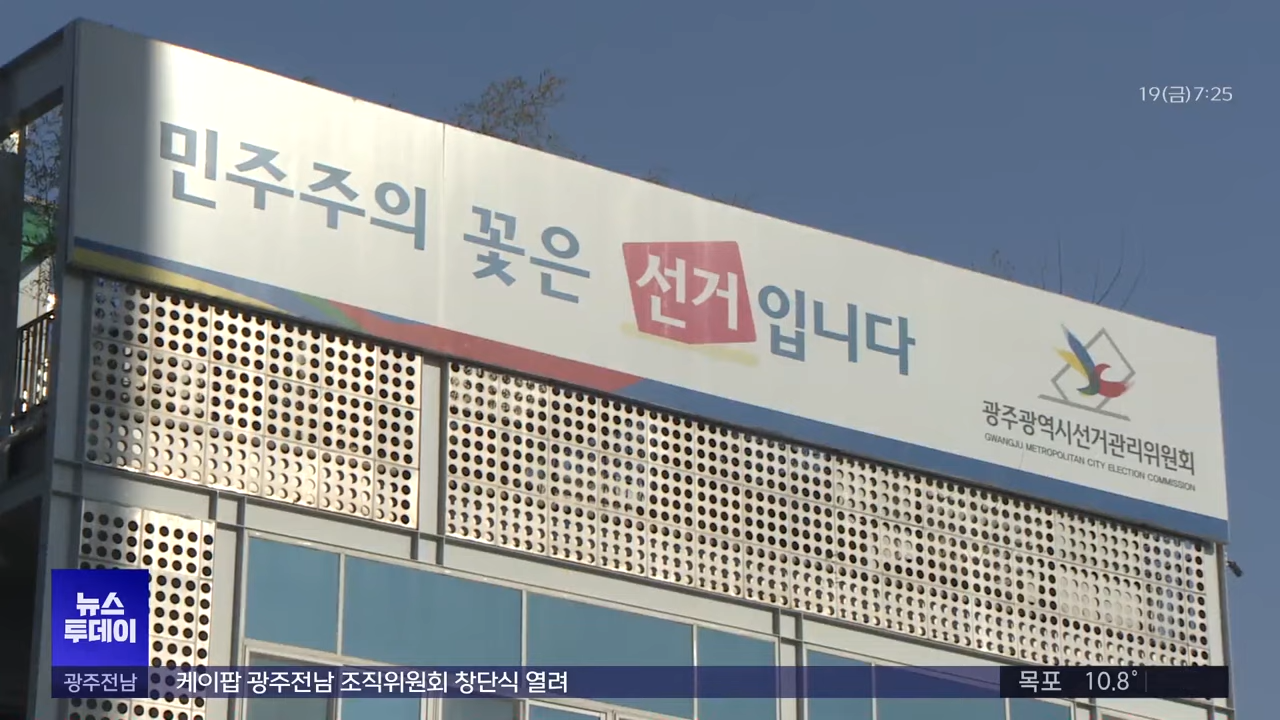 19(금)7:25
민주주의 꽃은 선거입니다
광주광역시선거관리위원회
GWANGJU METROPOLITAN CITY ELECTION COMMISSION
뉴스
투데이
광주전남 케이팝 광주전남 조직위원회 창단식 열려 목포 10.8°